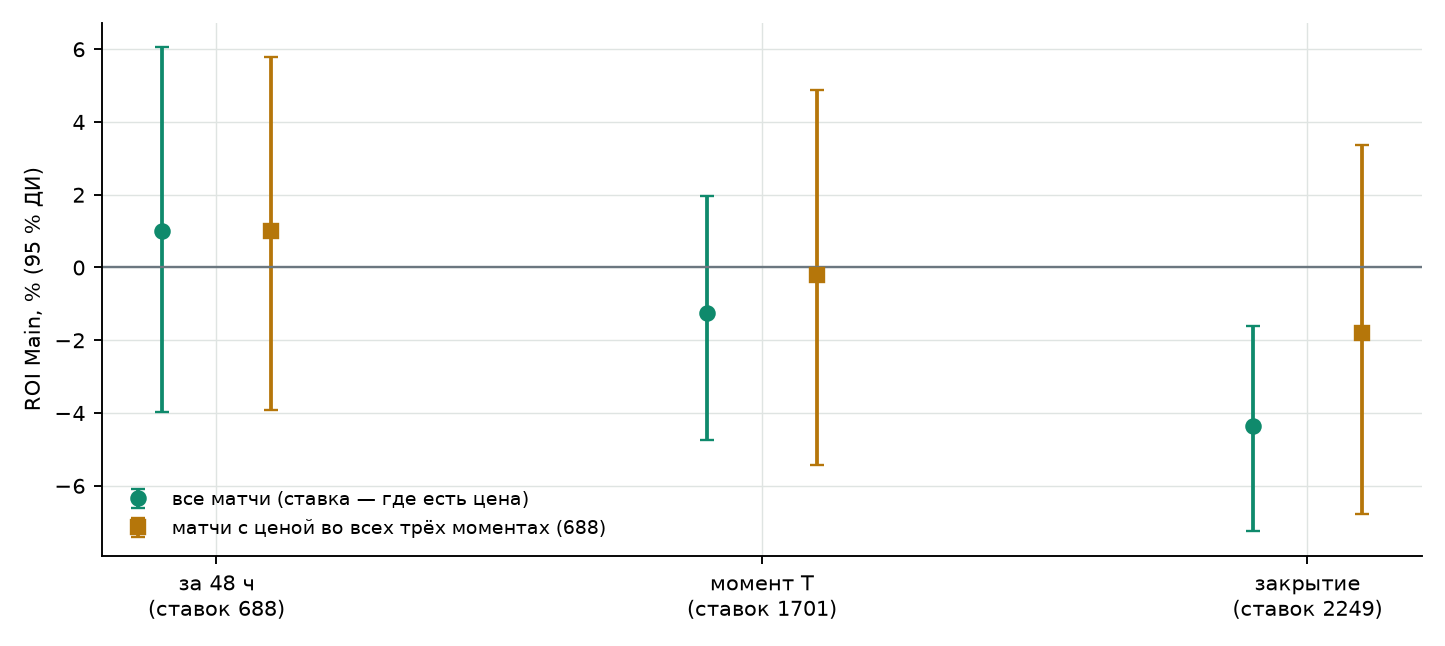 ROI Main, % (95 % ДИ)
6
4
2
0
−2
−4
−6
все матчи (ставка — где есть цена)
матчи с ценой во всех трёх моментах (688)
за 48 ч
(ставок 688)
момент T
(ставок 1701)
закрытие
(ставок 2249)